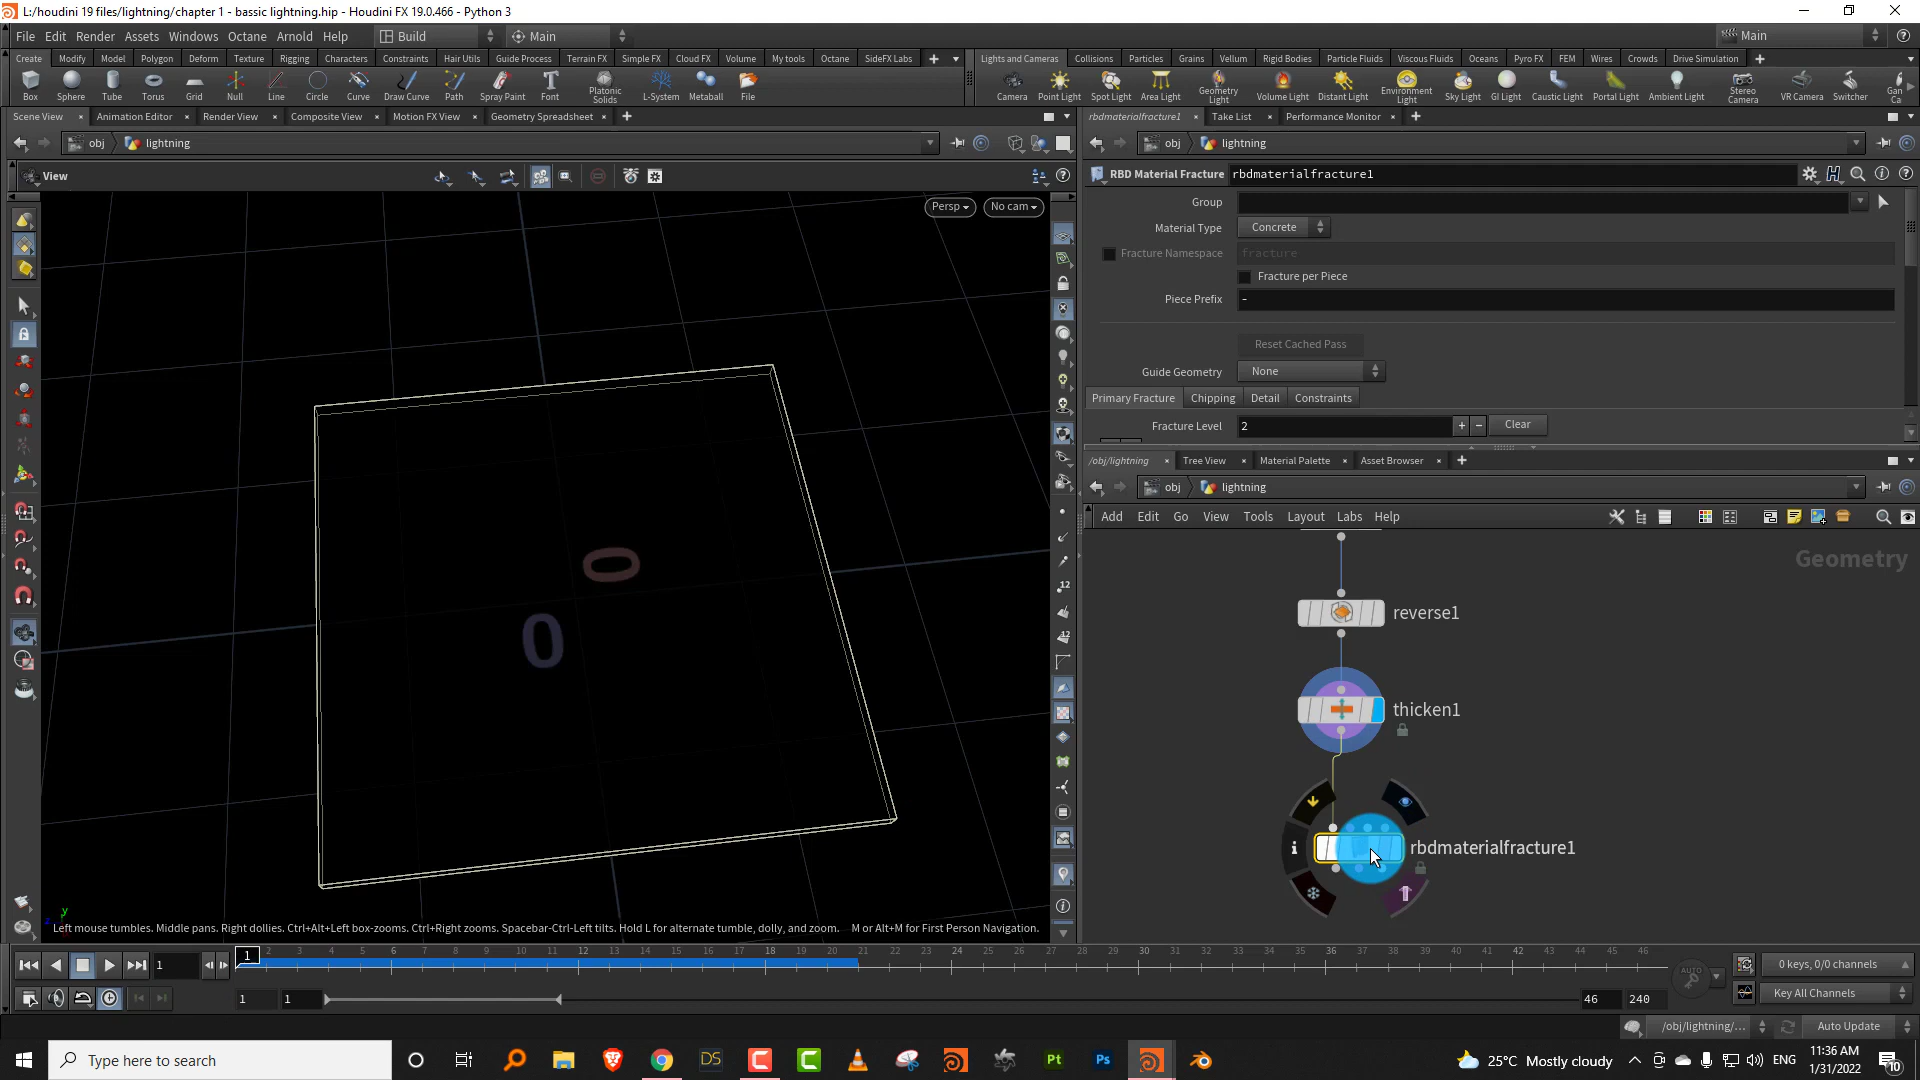 L:/houdini 19 files/lightning/chapter 1 - bassic lightning.hip - Houdini FX 19.0.466 - Python 3
File Edit Render Assets Windows Octane Arnold Help Build Main Main
Create Modify Model Polygon Deform Texture Rigging Characters Constraints Hair Utils Guide Process Terrain FX Simple FX Cloud FX Volume My tools Octane SideFX Labs
Lights and Cameras Collisions Particles Grains Vellum Rigid Bodies Particle Fluids Viscous Fluids Oceans Pyro FX FEM Wires Crowds Drive Simulation
Box Sphere Tube Torus Grid Null Line Circle Curve Draw Curve Path Spray Paint Font Platonic Solids L-System Metaball File
Camera Point Light Spot Light Area Light Geometry Light Volume Light Distant Light Environment Light Sky Light GI Light Caustic Light Portal Light Ambient Light Stereo Camera VR Camera Switcher Gan Ca
Scene View Animation Editor Render View Composite View Motion FX View Geometry Spreadsheet
rbdmaterialfracture1 Take List Performance Monitor
obj lightning
obj lightning
View
Persp No cam
RBD Material Fracture rbdmaterialfracture1
Group
Material Type Concrete
Fracture Namespace fracture
Fracture per Piece
Piece Prefix -
Reset Cached Pass
Guide Geometry None
Primary Fracture Chipping Detail Constraints
Fracture Level 2 + - Clear
/obj/lightning Tree View Material Palette Asset Browser
obj lightning
Add Edit Go View Tools Layout Labs Help
Geometry
reverse1
thicken1
rbdmaterialfracture1
0
0
12
12
y
z
Left mouse tumbles. Middle pans. Right dollies. Ctrl+Alt+Left box-zooms. Ctrl+Right zooms. Spacebar-Ctrl-Left tilts. Hold L for alternate tumble, dolly, and zoom. M or Alt+M for First Person Navigation.
1 1 2 3 4 5 6 7 8 9 10 11 12 13 14 15 16 17 18 19 20 21 22 23 24 25 26 27 28 29 30 31 32 33 34 35 36 37 38 39 40 41 42 43 44 45 46
AUTO
0 keys, 0/0 channels
1 1 46 240
Key All Channels
/obj/lightning/... Auto Update
Type here to search
DS Pt Ps
25°C Mostly cloudy ENG
11:36 AM
1/31/2022
10